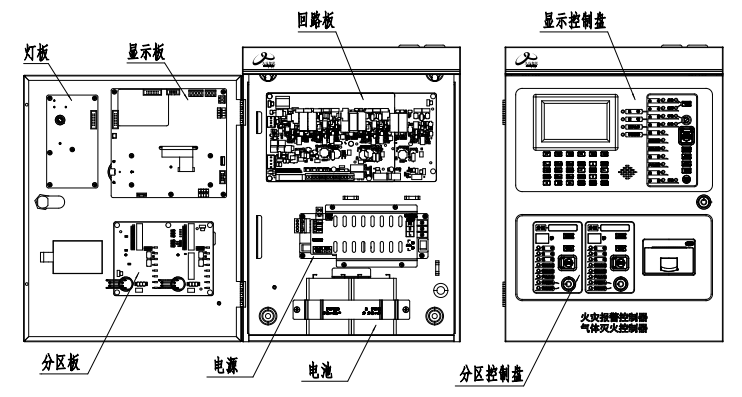 回路板
灯板
显示板
显示控制盘
火灾报警控制器
气体灭火控制器
分区板
电源
电池
分区控制盘